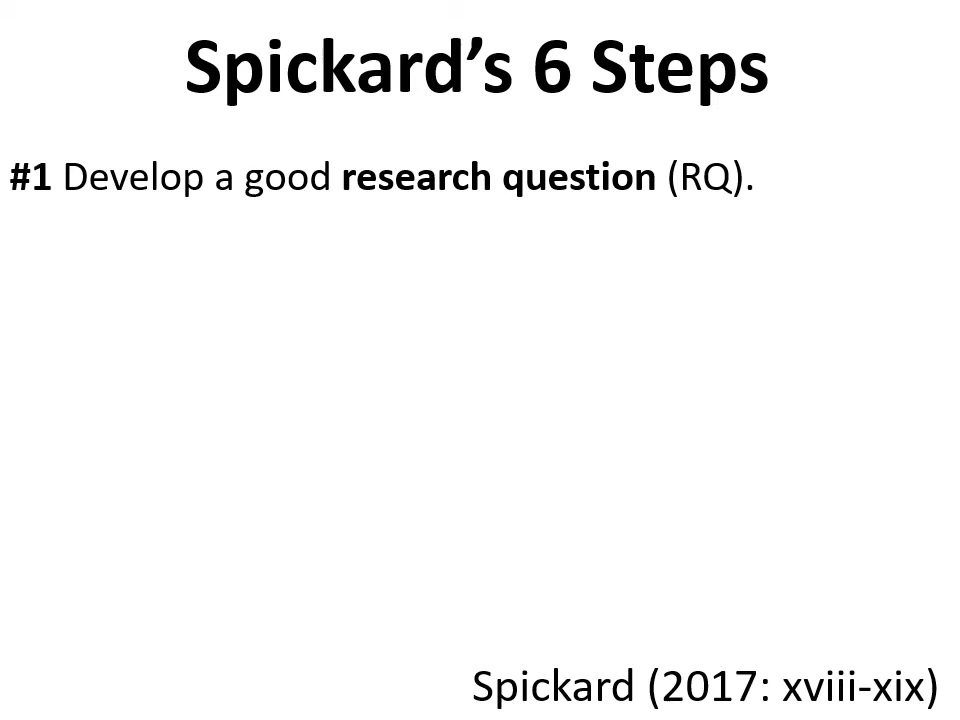 Spickard’s 6 Steps
#1 Develop a good research question (RQ).
Spickard (2017: xviii-xix)